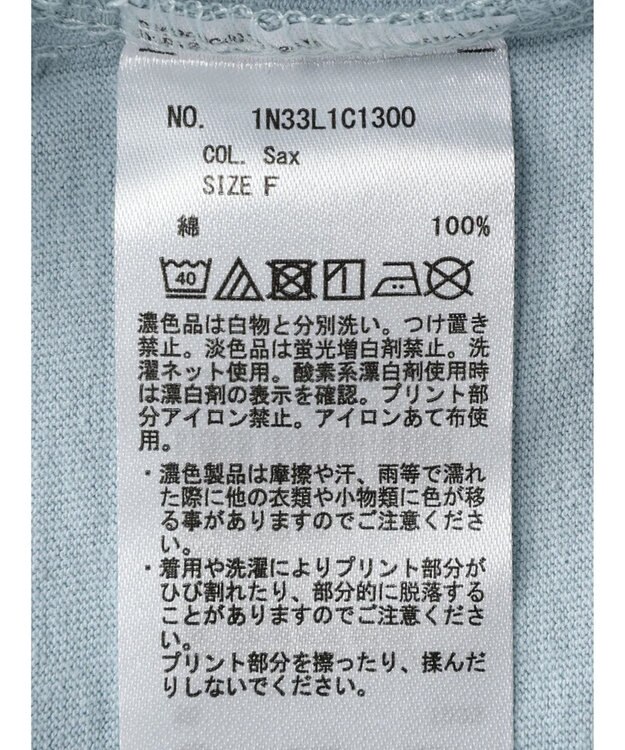 NO. 1N33L1C1300
COL. Sax
SIZE F
綿 100%
40
濃色品は白物と分別洗い。つけ置き
禁止。淡色品は蛍光増白剤禁止。洗
濯ネット使用。酸素系漂白剤使用時
は漂白剤の表示を確認。プリント部
分アイロン禁止。アイロンあて布使
用。
・濃色製品は摩擦や汗、雨等で濡れ
た際に他の衣類や小物類に色が移
る事がありますのでご注意くださ
い。
・着用や洗濯によりプリント部分が
ひび割れたり、部分的に脱落する
ことがありますのでご注意くださ
い。
プリント部分を擦ったり、揉んだ
りしないでください。